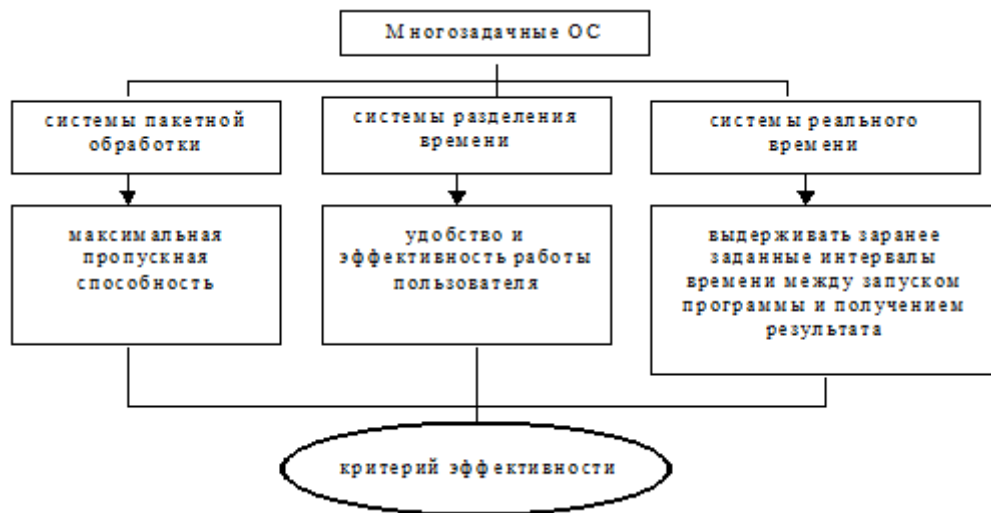 Многозадачные ОС
системы пакетной
обработки
системы разделения
времени
системы реального
времени
максимальная
пропускная
способность
удобство и
эффективность работы
пользователя
выдерживать заранее
заданные интервалы
времени между запуском
программы и получением
результата
критерий эффективности